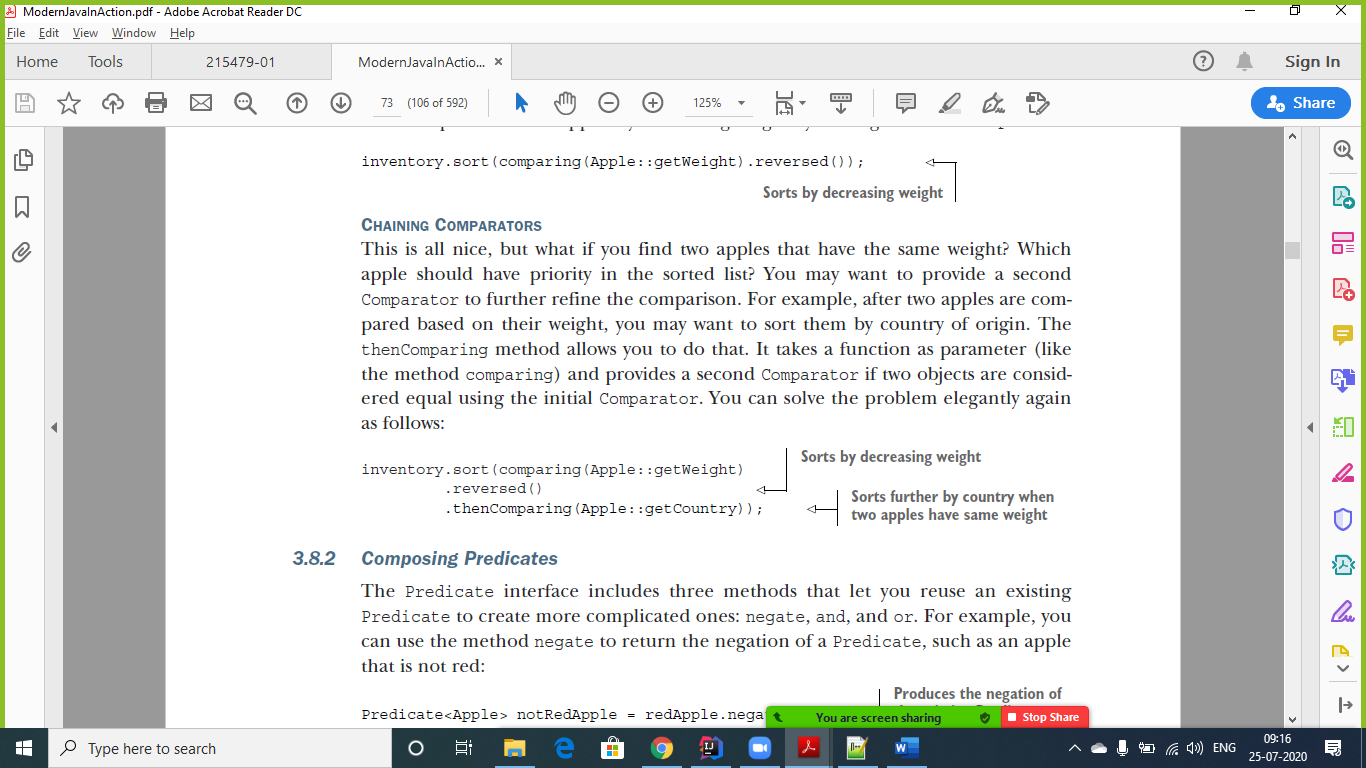 ModernJavaInAction.pdf - Adobe Acrobat Reader DC
File Edit View Window Help
Home Tools 215479-01 ModernJavaInActio... × Sign In
73 (106 of 592) 125% Share
inventory.sort(comparing(Apple::getWeight).reversed());
Sorts by decreasing weight
CHAINING COMPARATORS
This is all nice, but what if you find two apples that have the same weight? Which
apple should have priority in the sorted list? You may want to provide a second
Comparator to further refine the comparison. For example, after two apples are com-
pared based on their weight, you may want to sort them by country of origin. The
thenComparing method allows you to do that. It takes a function as parameter (like
the method comparing) and provides a second Comparator if two objects are consid-
ered equal using the initial Comparator. You can solve the problem elegantly again
as follows:
Sorts by decreasing weight
inventory.sort(comparing(Apple::getWeight)
.reversed()
.thenComparing(Apple::getCountry));
Sorts further by country when
two apples have same weight
3.8.2 Composing Predicates
The Predicate interface includes three methods that let you reuse an existing
Predicate to create more complicated ones: negate, and, and or. For example, you
can use the method negate to return the negation of a Predicate, such as an apple
that is not red:
Produces the negation of
Predicate<Apple> notRedApple = redApple.nega
You are screen sharing Stop Share
Type here to search
ENG
09:16
25-07-2020